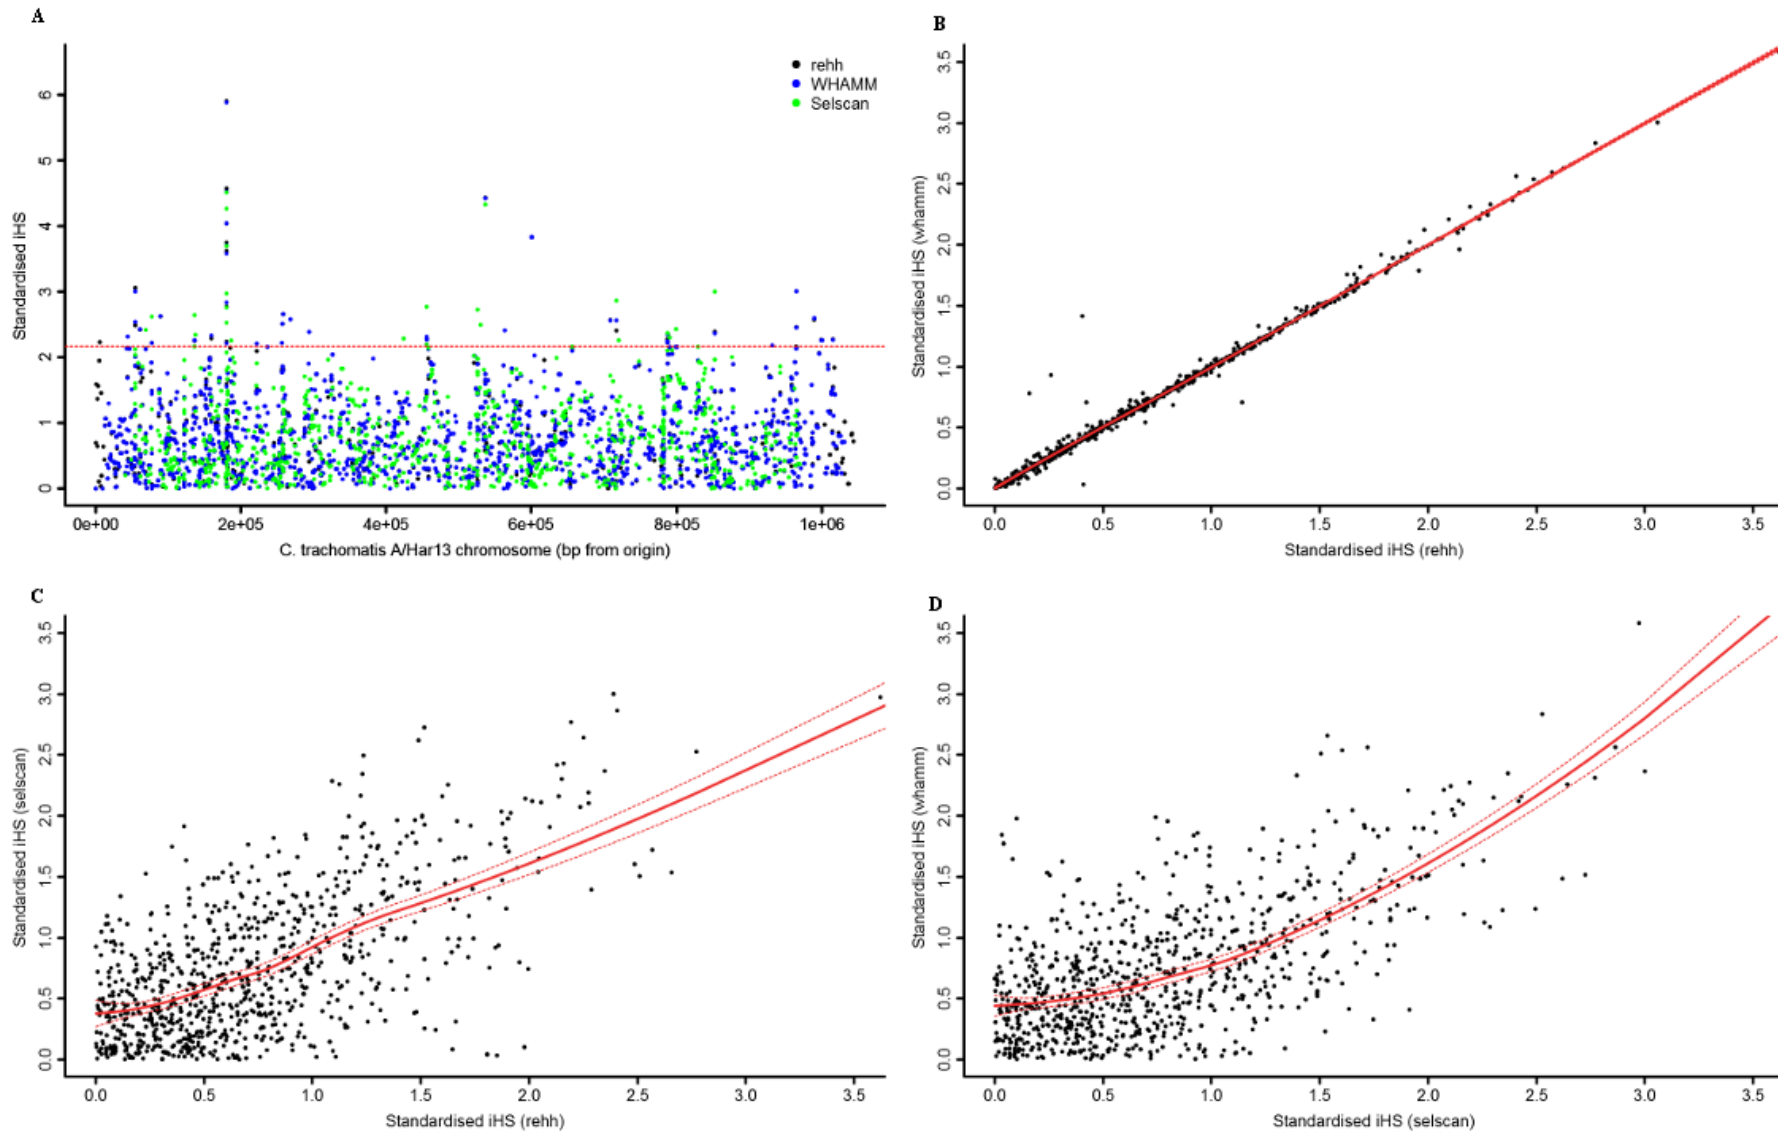 A
rehh
WHAMM
Selscan
Standardised iHS
0 1 2 3 4 5 6
0e+00 2e+05 4e+05 6e+05 8e+05 1e+06
C. trachomatis A/Har13 chromosome (bp from origin)
B
Standardised iHS (whamm)
0.0 0.5 1.0 1.5 2.0 2.5 3.0 3.5
0.0 0.5 1.0 1.5 2.0 2.5 3.0 3.5
Standardised iHS (rehh)
C
Standardised iHS (selscan)
0.0 0.5 1.0 1.5 2.0 2.5 3.0 3.5
0.0 0.5 1.0 1.5 2.0 2.5 3.0 3.5
Standardised iHS (rehh)
D
Standardised iHS (whamm)
0.0 0.5 1.0 1.5 2.0 2.5 3.0 3.5
0.0 0.5 1.0 1.5 2.0 2.5 3.0 3.5
Standardised iHS (selscan)